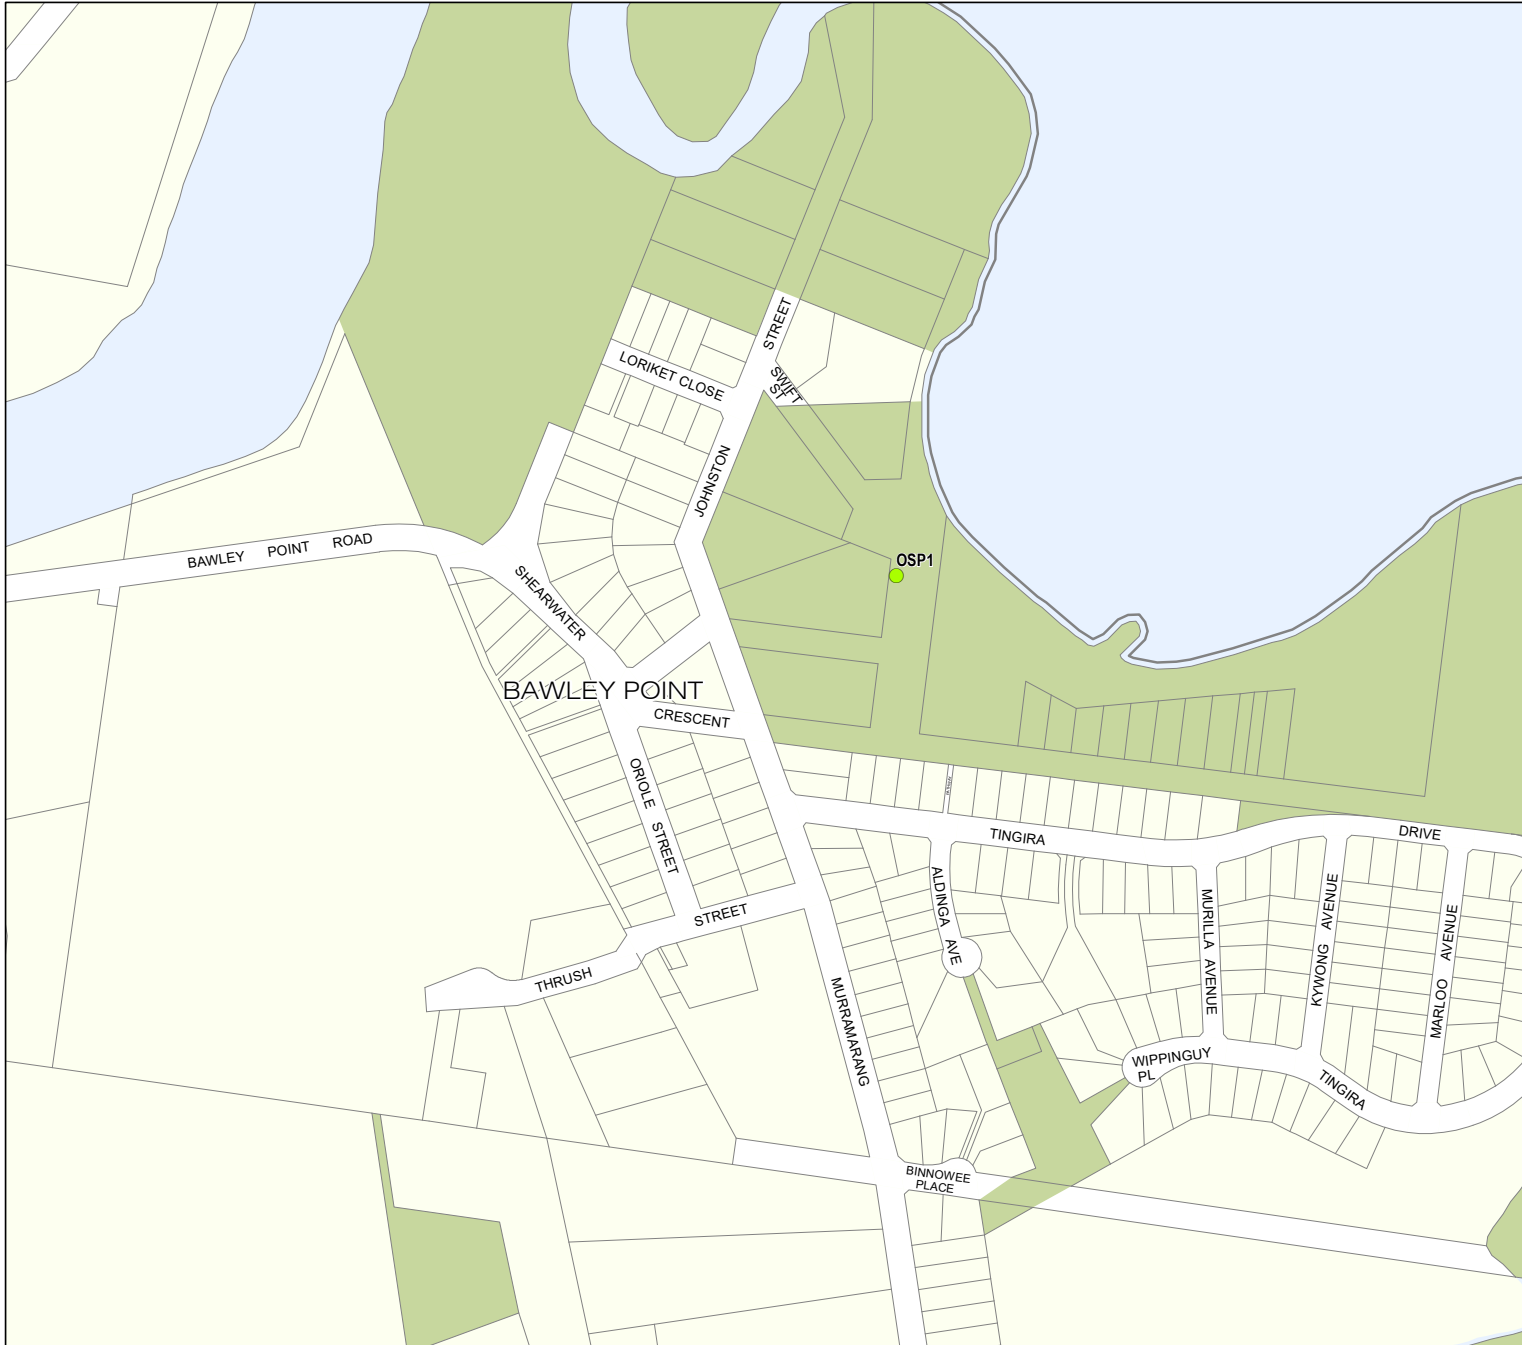 STREET
LORIKET CLOSE
SWIFT
ST
JOHNSTON
BAWLEY POINT ROAD
OSP1
SHEARWATER
BAWLEY POINT
CRESCENT
ORIOLE STREET
TINGIRA
DRIVE
ALDINGA AVE
MURILLA AVENUE
KYWONG AVENUE
MARLOO AVENUE
STREET
THRUSH
MURRAMARANG
WIPPINGUY
PL
TINGIRA
BINNOWEE
PLACE